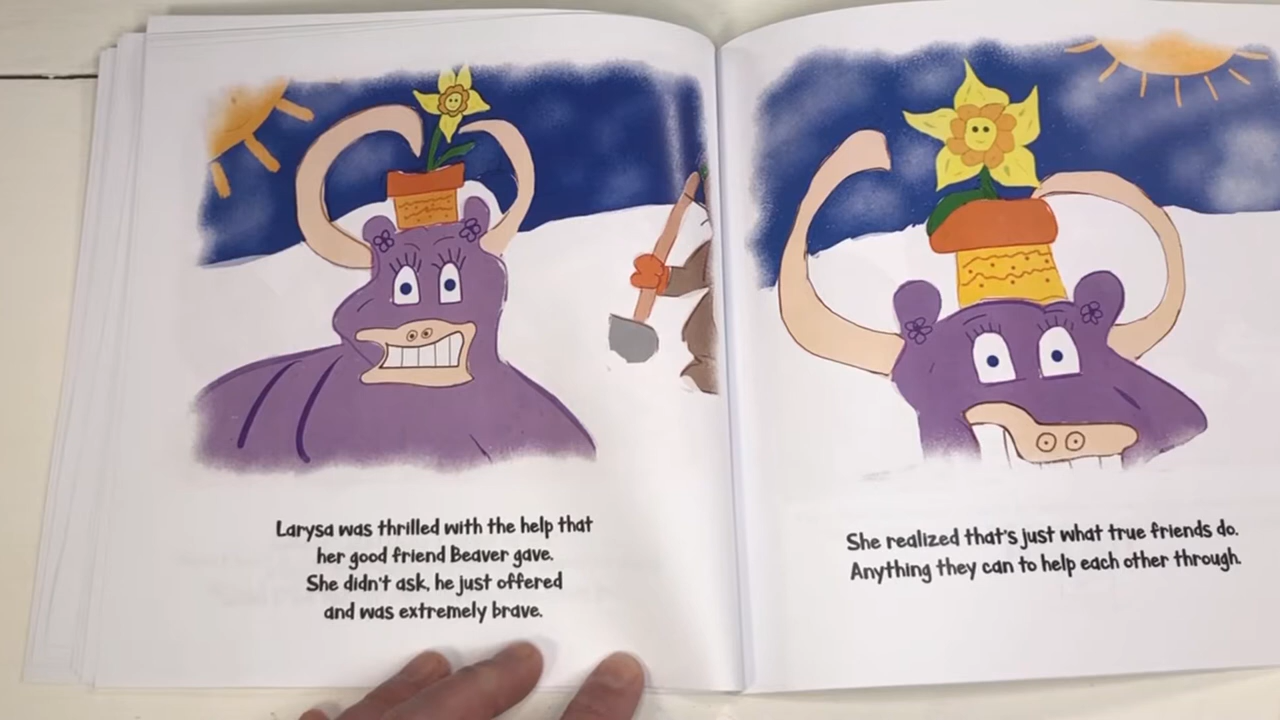 Larysa was thrilled with the help that
her good friend Beaver gave.
She didn't ask, he just offered
and was extremely brave.
She realized that's just what true friends do.
Anything they can to help each other through.